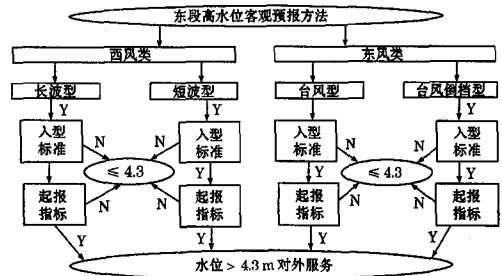 东段高水位客观预报方法
西风类 东风类
长波型 短波型 台风型 台风倒档型
Y Y Y
入型标准 N N 入型标准 入型标准 N N 入型标准
≤ 4.3 ≤ 4.3
Y Y Y Y
起报指标 N N 起报指标 起报指标 N N 起报指标
Y Y Y Y
水位 > 4.3 m 对外服务